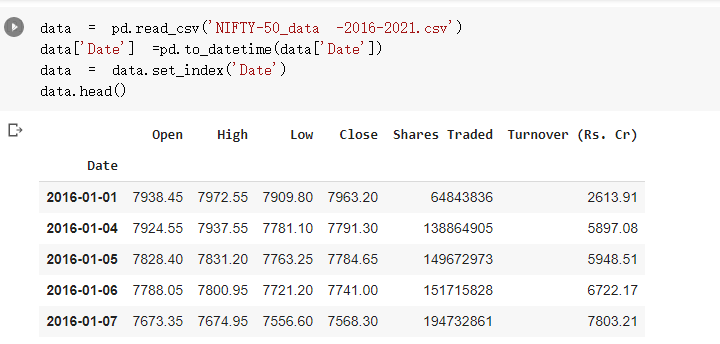 data  =  pd.read_csv('NIFTY-50_data  -2016-2021.csv')
data['Date']  =pd.to_datetime(data['Date'])
data  =  data.set_index('Date')
data.head()
Open High Low Close Shares Traded Turnover (Rs. Cr)
Date
2016-01-01 7938.45 7972.55 7909.80 7963.20 64843836 2613.91
2016-01-04 7924.55 7937.55 7781.10 7791.30 138864905 5897.08
2016-01-05 7828.40 7831.20 7763.25 7784.65 149672973 5948.51
2016-01-06 7788.05 7800.95 7721.20 7741.00 151715828 6722.17
2016-01-07 7673.35 7674.95 7556.60 7568.30 194732861 7803.21